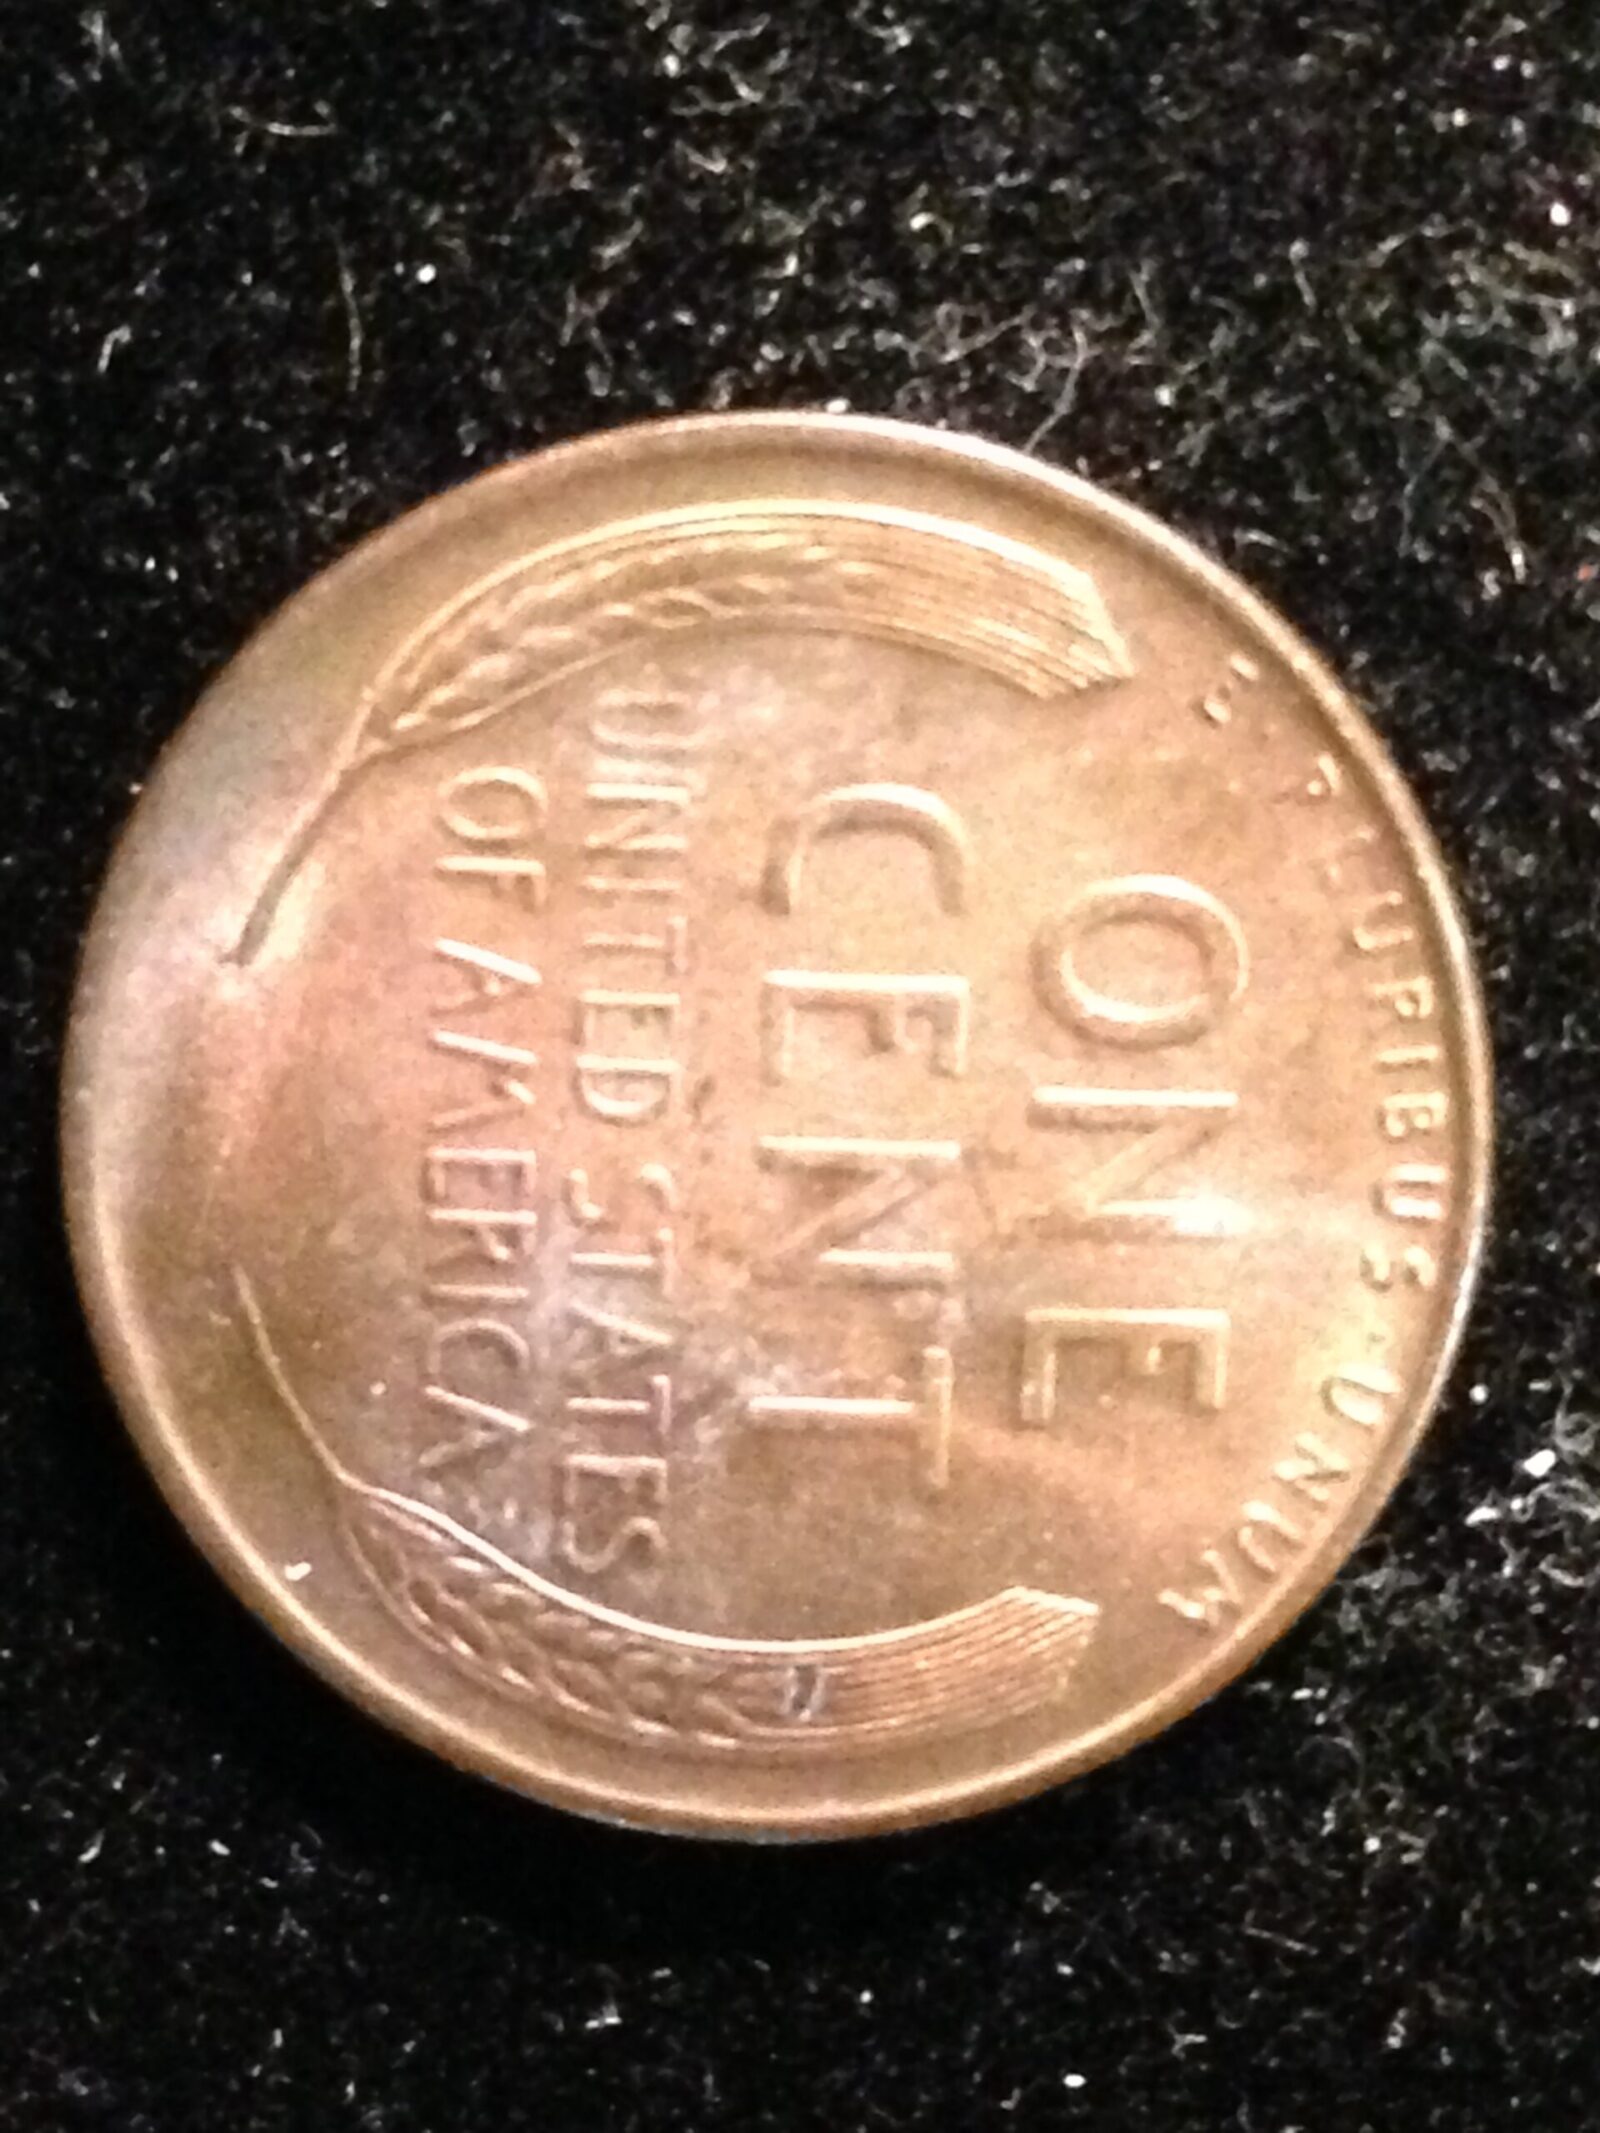 E PLURIBUS UNUM
ONE
CENT
UNITED STATES
OF AMERICA